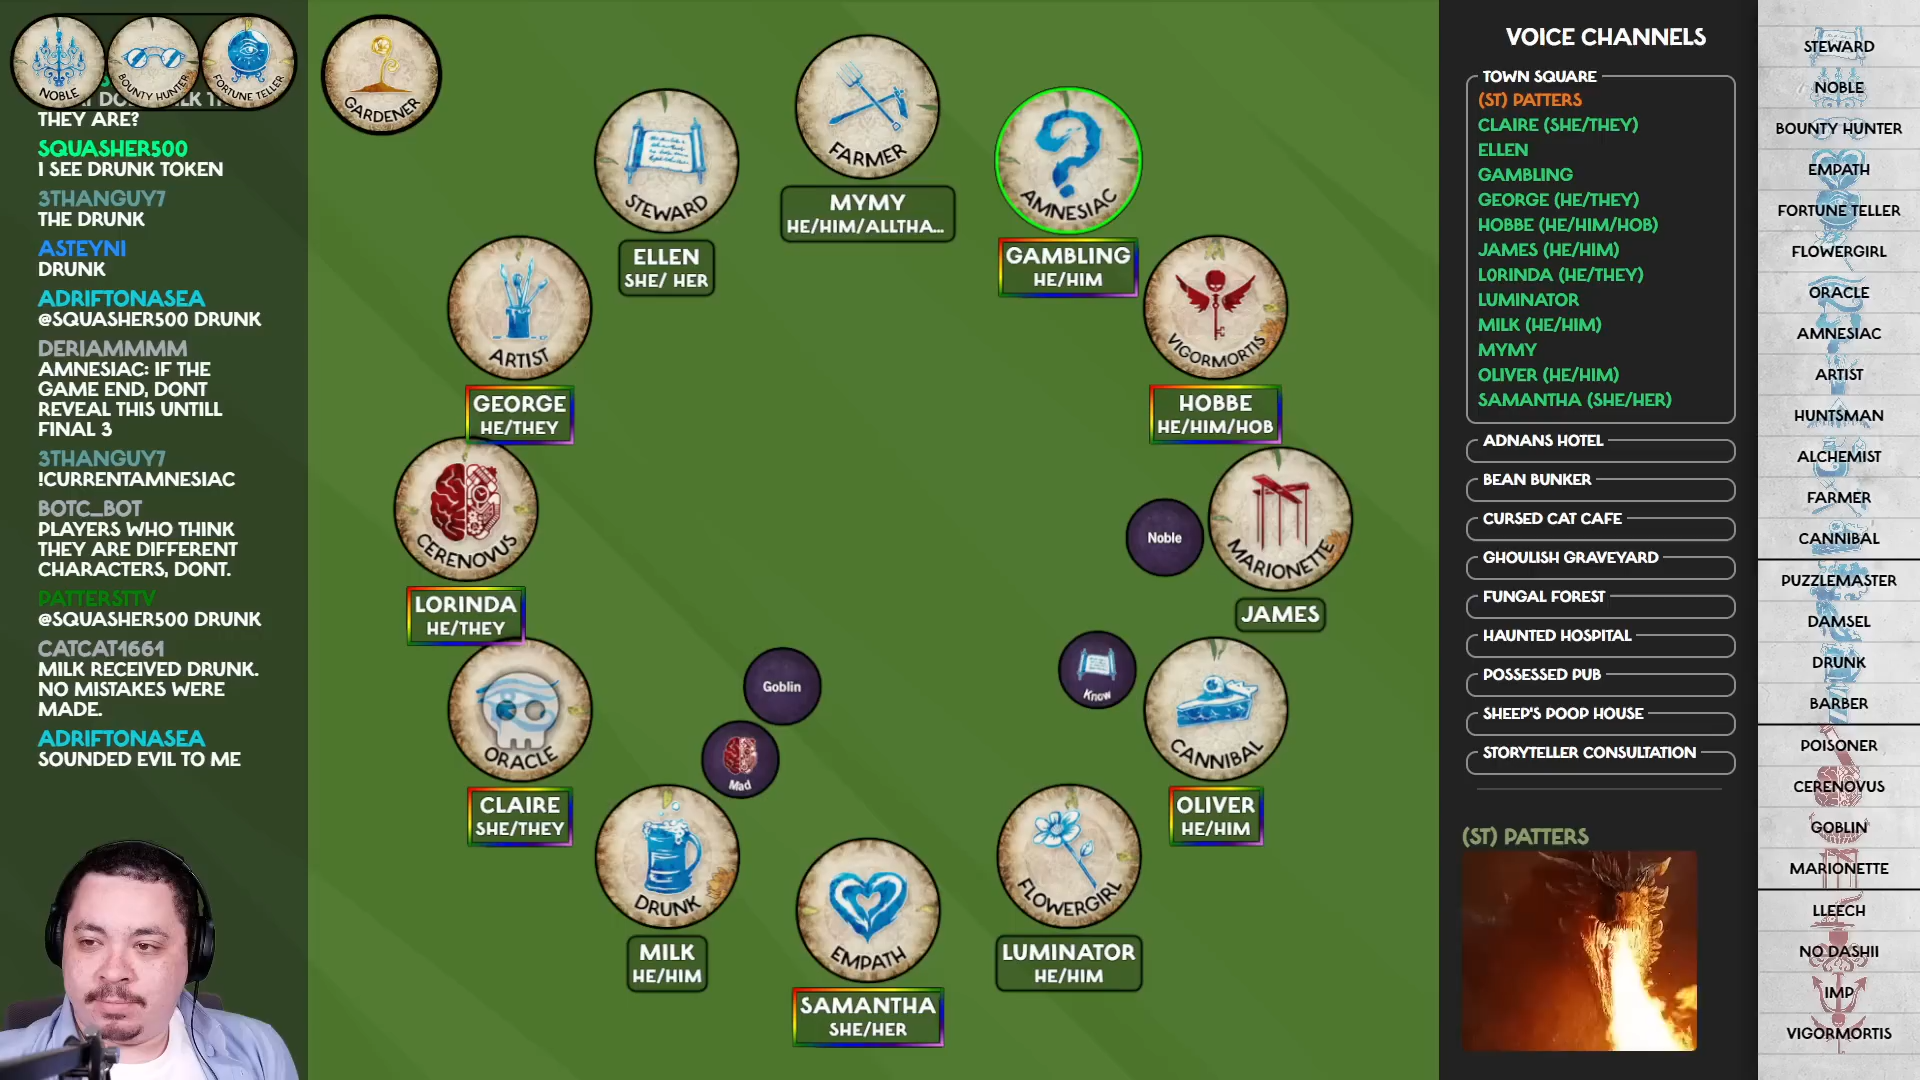 NOBLE
BOUNTY HUNTER
FORTUNE TELLER
GARDENER
THEY ARE?
SQUASHER500
I SEE DRUNK TOKEN
3THANGUY7
THE DRUNK
ASTEYNI
DRUNK
ADRIFTONASEA
@SQUASHER500 DRUNK
DERIAMMMM
AMNESIAC: IF THE
GAME END, DONT
REVEAL THIS UNTILL
FINAL 3
3THANGUY7
!CURRENTAMNESIAC
BOTC_BOT
PLAYERS WHO THINK
THEY ARE DIFFERENT
CHARACTERS, DONT.
PATTERSTTV
@SQUASHER500 DRUNK
CATCAT1661
MILK RECEIVED DRUNK.
NO MISTAKES WERE
MADE.
ADRIFTONASEA
SOUNDED EVIL TO ME
FARMER
MYMY
HE/HIM/ALLTHA...
AMNESIAC
GAMBLING
HE/HIM
VIGORMORTIS
HOBBE
HE/HIM/HOB
Noble
MARIONETTE
JAMES
Know
CANNIBAL
OLIVER
HE/HIM
FLOWERGIRL
LUMINATOR
HE/HIM
EMPATH
SAMANTHA
SHE/HER
Goblin
Mad
DRUNK
MILK
HE/HIM
ORACLE
CLAIRE
SHE/THEY
CERENOVUS
LORINDA
HE/THEY
ARTIST
GEORGE
HE/THEY
STEWARD
ELLEN
SHE/ HER
VOICE CHANNELS
TOWN SQUARE
(ST) PATTERS
CLAIRE (SHE/THEY)
ELLEN
GAMBLING
GEORGE (HE/THEY)
HOBBE (HE/HIM/HOB)
JAMES (HE/HIM)
L0RINDA (HE/THEY)
LUMINATOR
MILK (HE/HIM)
MYMY
OLIVER (HE/HIM)
SAMANTHA (SHE/HER)
ADNANS HOTEL
BEAN BUNKER
CURSED CAT CAFE
GHOULISH GRAVEYARD
FUNGAL FOREST
HAUNTED HOSPITAL
POSSESSED PUB
SHEEP'S POOP HOUSE
STORYTELLER CONSULTATION
(ST) PATTERS
STEWARD
NOBLE
BOUNTY HUNTER
EMPATH
FORTUNE TELLER
FLOWERGIRL
ORACLE
AMNESIAC
ARTIST
HUNTSMAN
ALCHEMIST
FARMER
CANNIBAL
PUZZLEMASTER
DAMSEL
DRUNK
BARBER
POISONER
CERENOVUS
GOBLIN
MARIONETTE
LLEECH
NO DASHII
IMP
VIGORMORTIS